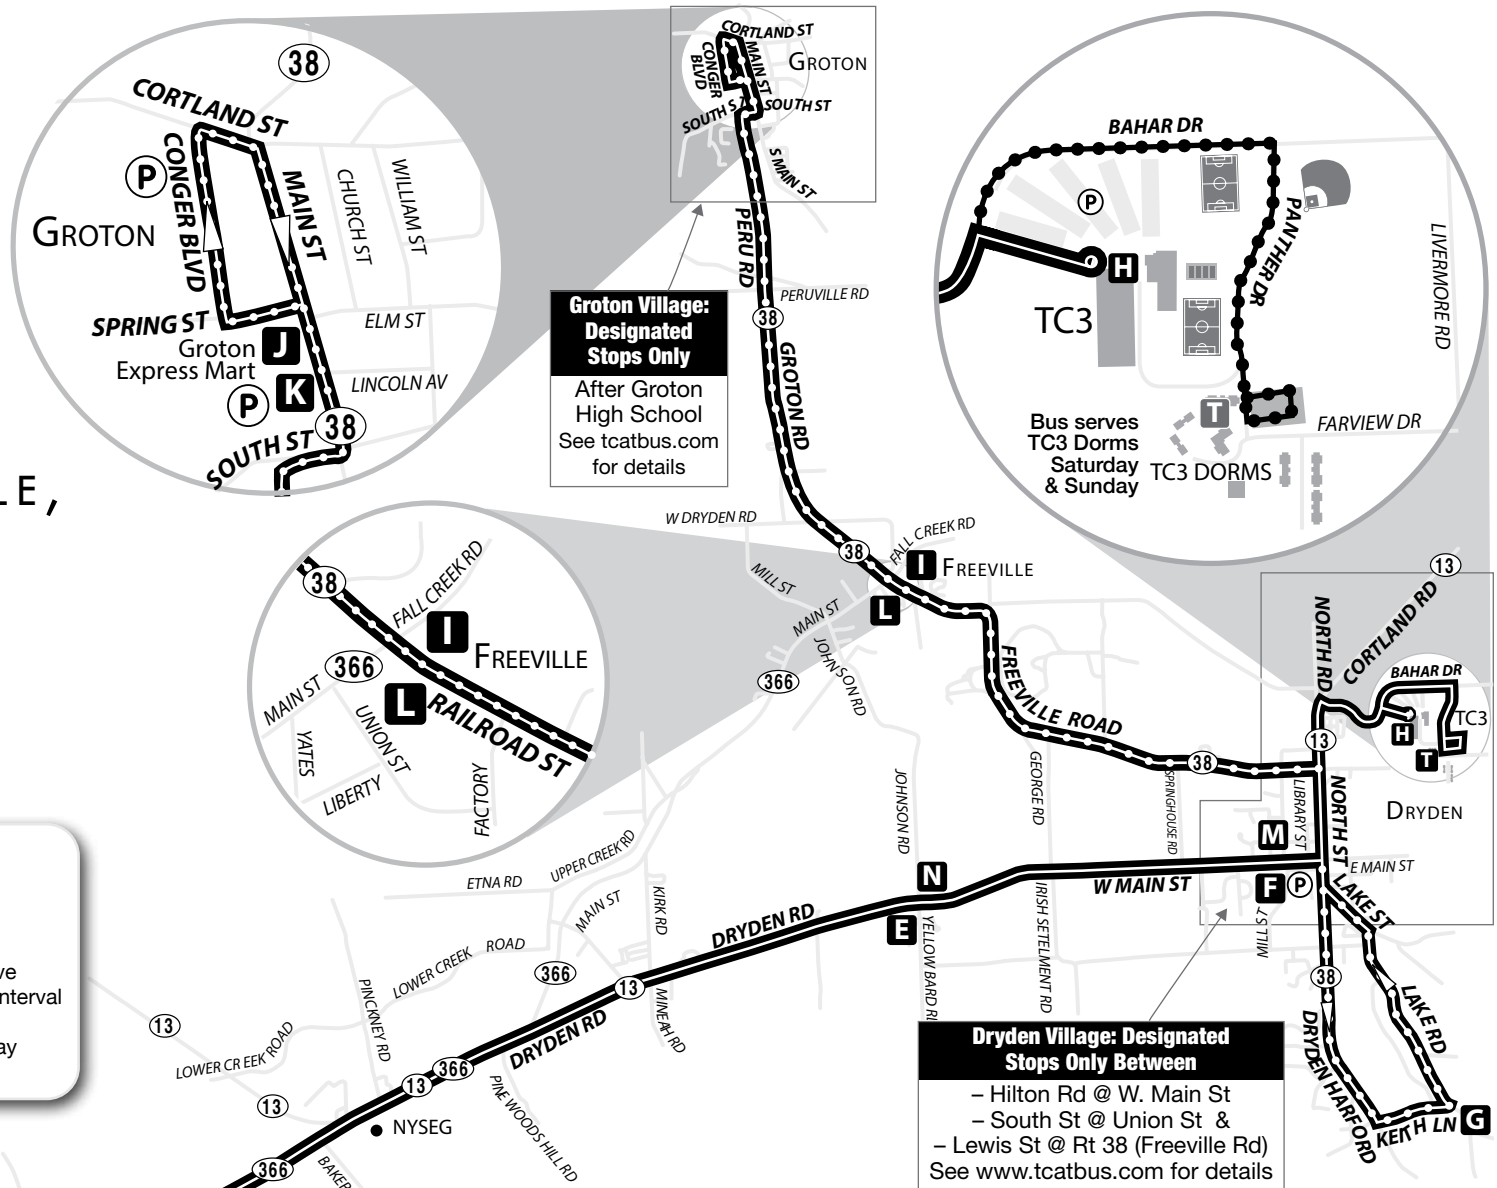 38
CORTLAND ST
P
CONGER BLVD
MAIN ST
CHURCH ST
WILLIAM ST
GROTON
SPRING ST
ELM ST
Groton
Express Mart
J
P
K
LINCOLN AV
38
SOUTH ST
LE,
CORTLAND ST
CONGER
BLVD
MAIN ST
GROTON
SOUTH ST
SOUTH ST
S MAIN ST
PERU RD
PERUVILLE RD
38
GROTON RD
Groton Village:
Designated
Stops Only
After Groton
High School
See tcatbus.com
for details
BAHAR DR
P
H
PANTHER DR
LIVERMORE RD
TC3
T
Bus serves
TC3 Dorms
Saturday
& Sunday
TC3 DORMS
FARVIEW DR
38
FALL CREEK RD
I
FREEVILLE
366
MAIN ST
L
RAILROAD ST
UNION ST
YATES
LIBERTY
FACTORY
W DRYDEN RD
38
FALL CREEK RD
I
FREEVILLE
MILL ST
L
MAIN ST
JOHNSON RD
366
FREEVILLE ROAD
13
NORTH RD
CORTLAND RD
BAHAR DR
TC3
H
T
13
38
DRYDEN
JOHNSON RD
GEORGE RD
SPRINGHOUSE RD
LIBRARY ST
NORTH ST
M
E MAIN ST
W MAIN ST
F
P
LAKE ST
MILL ST
N
E
DRYDEN RD
YELLOW BARD RD
IRISH SETELMENT RD
UPPER CREEK RD
ETNA RD
MAIN ST
KIRK RD
LOWER CREEK ROAD
366
13
MINEAH RD
PINCKNEY RD
DRYDEN RD
13
LOWER CREEK ROAD
366
13
13
PINE WOODS HILL RD
NYSEG
366
BAKER
38
LAKE RD
DRYDEN HARFORD
KEITH LN
G
Dryden Village: Designated
Stops Only Between
– Hilton Rd @ W. Main St
– South St @ Union St &
– Lewis St @ Rt 38 (Freeville Rd)
See www.tcatbus.com for details
ve
nterval
ay